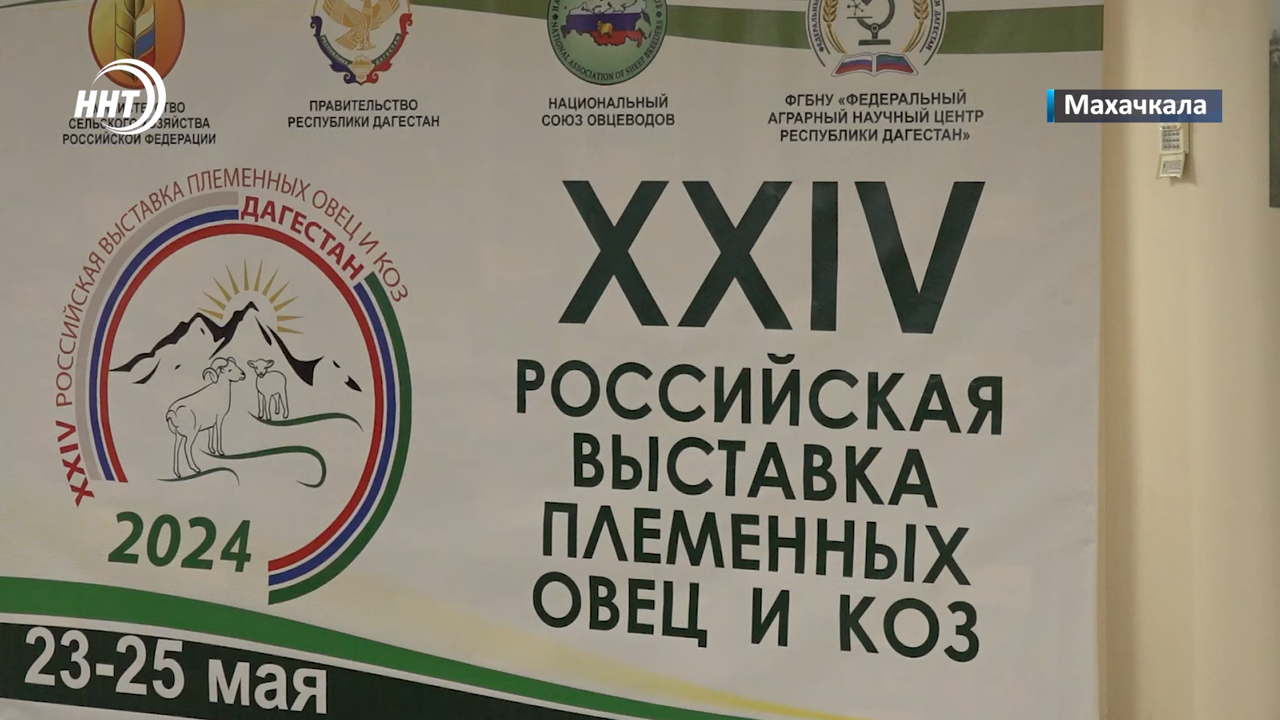 ННТ
Махачкала
МИНИСТЕРСТВО
СЕЛЬСКОГО ХОЗЯЙСТВА
РОССИЙСКОЙ ФЕДЕРАЦИИ
ПРАВИТЕЛЬСТВО
РЕСПУБЛИКИ ДАГЕСТАН
NATIONAL ASSOCIATION OF SHEEP BREEDERS
НАЦИОНАЛЬНЫЙ
СОЮЗ ОВЦЕВОДОВ
ФГБНУ «ФЕДЕРАЛЬНЫЙ
АГРАРНЫЙ НАУЧНЫЙ ЦЕНТР
РЕСПУБЛИКИ ДАГЕСТАН»
XXIV РОССИЙСКАЯ ВЫСТАВКА ПЛЕМЕННЫХ ОВЕЦ И КОЗ
ДАГЕСТАН
2024
XXIV
РОССИЙСКАЯ
ВЫСТАВКА
ПЛЕМЕННЫХ
ОВЕЦ И КОЗ
23-25 мая